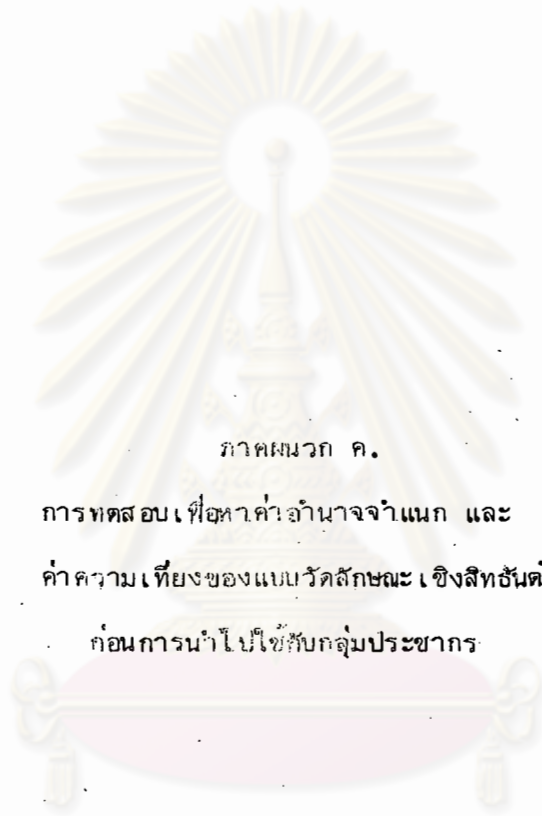 ภาคผนวก ค.
การทดสอบเพื่อหาค่าอำนาจจำแนก และ
ค่าความเที่ยงของแบบวัดลักษณะเชิงสิทธันต์
ก่อนการนำไปใช้กับกลุ่มประชากร